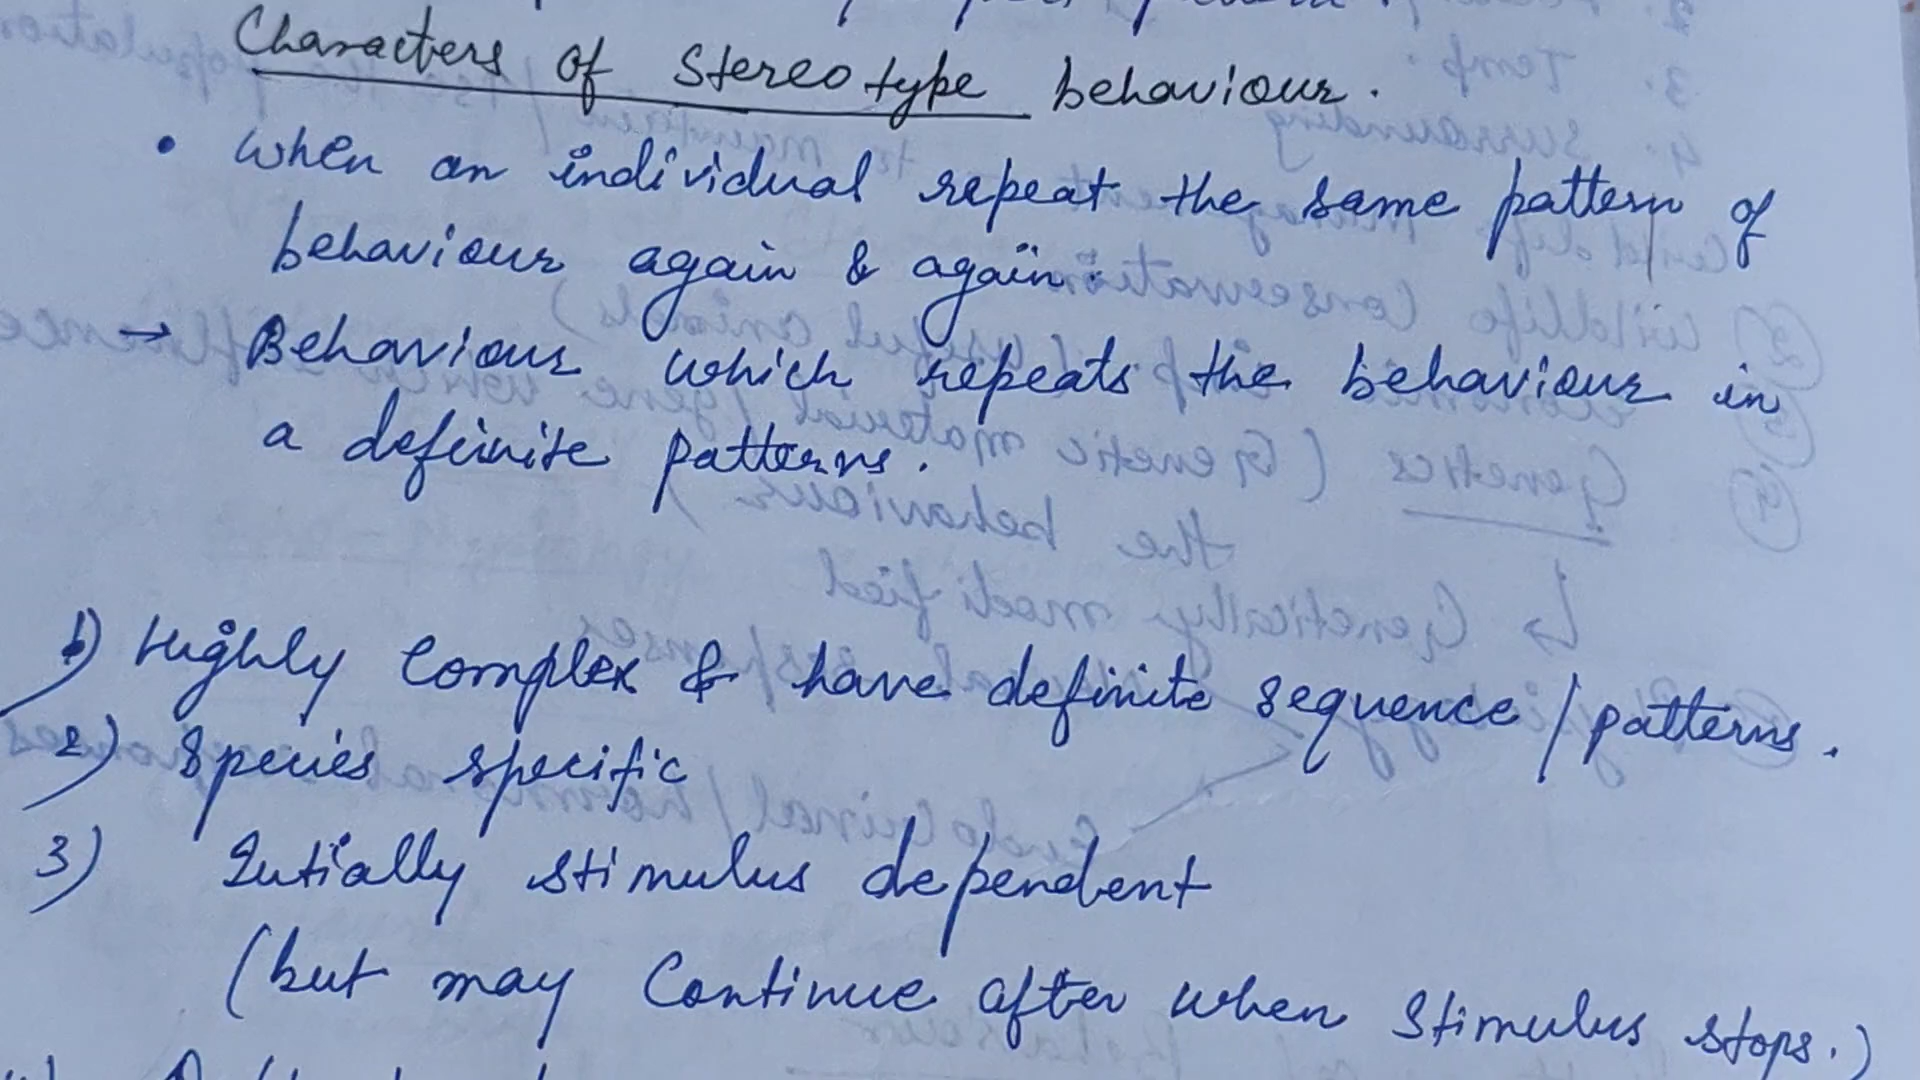 Characters of Stereotype behaviour.
• When an individual repeat the same pattern of
behaviour again & again.
→ Behaviour which repeats the behaviour in
a definite patterns.
1) Highly Complex & have definite sequence / patterns.
2) Species specific
3) Intially stimulus dependent
(but may Continue after when Stimulus stops.)